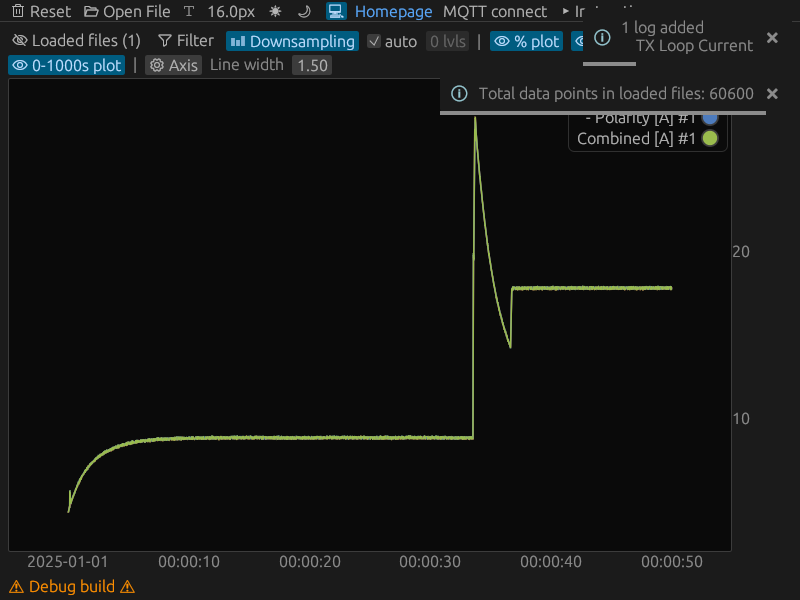 Reset Open File T 16.0px Homepage MQTT connect
Loaded files (1) Filter Downsampling auto 0 lvls | % plot
1 log added
TX Loop Current
0-1000s plot | Axis Line width 1.50
Total data points in loaded files: 60600
- Polarity [A] #1
Combined [A] #1
20
10
2025-01-01 00:00:10 00:00:20 00:00:30 00:00:40 00:00:50
Debug build